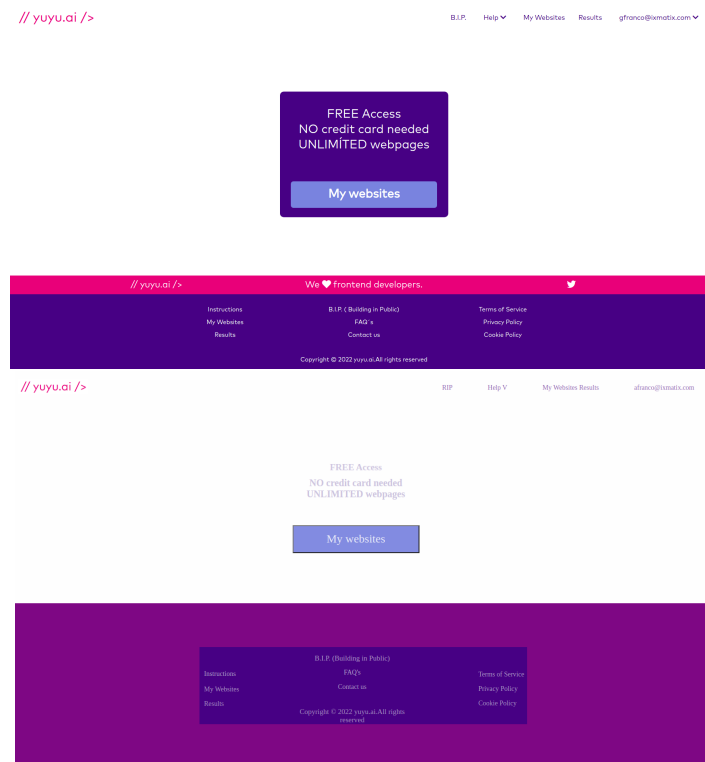 // yuyu.ai />
B.I.P. Help My Websites Results gfranco@ixmatix.com
FREE Access
NO credit card needed
UNLIMÍTED webpages
My websites
// yuyu.ai /> We frontend developers.
Instructions B.I.P. ( Building in Public) Terms of Service
My Websites FAQ´s Privacy Policy
Results Contact us Cookie Policy
Copyright © 2022 yuyu.ai.All rights reserved
// yuyu.ai />
RIP Help V My Websites Results afranco@ixmatix.com
FREE Access
NO credit card needed
UNLIMITED webpages
My websites
B.I.P. (Building in Public)
Instructions FAQ's Terms of Service
My Websites Contact us Privacy Policy
Results Cookie Policy
Copyright © 2022 yuyu.ai.All rights
reserved